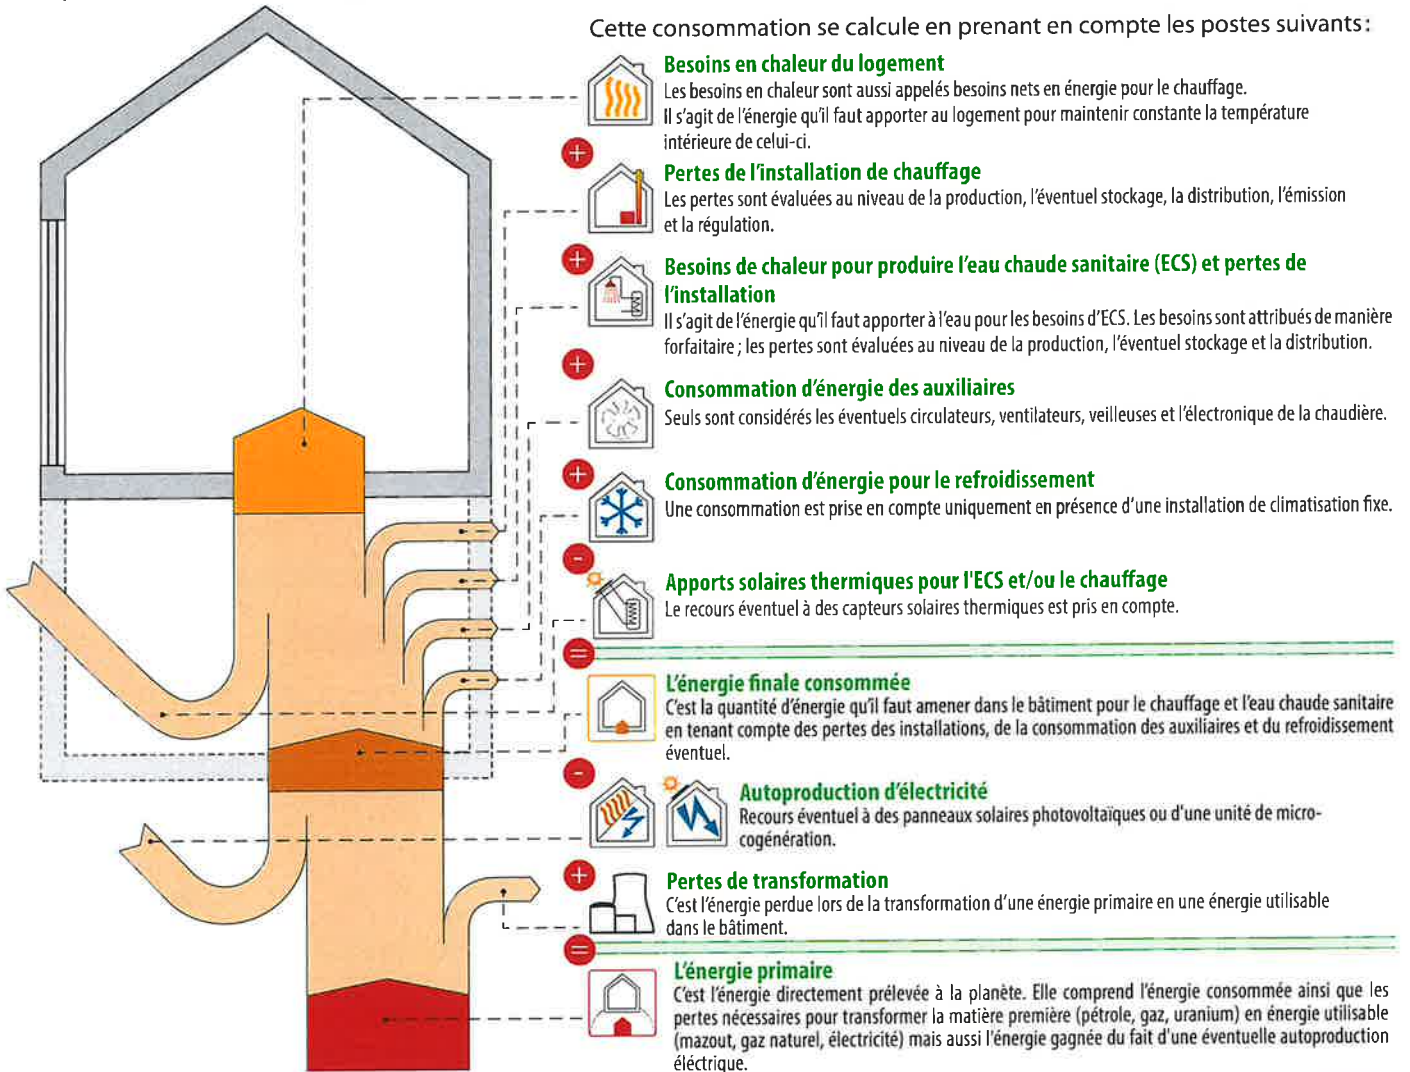 Cette consommation se calcule en prenant en compte les postes suivants :
Besoins en chaleur du logement
Les besoins en chaleur sont aussi appelés besoins nets en énergie pour le chauffage.
Il s'agit de l'énergie qu'il faut apporter au logement pour maintenir constante la température
intérieure de celui-ci.
+
Pertes de l'installation de chauffage
Les pertes sont évaluées au niveau de la production, l'éventuel stockage, la distribution, l'émission
et la régulation.
+
Besoins de chaleur pour produire l'eau chaude sanitaire (ECS) et pertes de
l'installation
Il s'agit de l'énergie qu'il faut apporter à l'eau pour les besoins d'ECS. Les besoins sont attribués de manière
forfaitaire ; les pertes sont évaluées au niveau de la production, l'éventuel stockage et la distribution.
+
Consommation d'énergie des auxiliaires
Seuls sont considérés les éventuels circulateurs, ventilateurs, veilleuses et l'électronique de la chaudière.
+
Consommation d'énergie pour le refroidissement
Une consommation est prise en compte uniquement en présence d'une installation de climatisation fixe.
-
Apports solaires thermiques pour l'ECS et/ou le chauffage
Le recours éventuel à des capteurs solaires thermiques est pris en compte.
=
L'énergie finale consommée
C'est la quantité d'énergie qu'il faut amener dans le bâtiment pour le chauffage et l'eau chaude sanitaire
en tenant compte des pertes des installations, de la consommation des auxiliaires et du refroidissement
éventuel.
-
Autoproduction d'électricité
Recours éventuel à des panneaux solaires photovoltaïques ou d'une unité de micro-
cogénération.
+
Pertes de transformation
C'est l'énergie perdue lors de la transformation d'une énergie primaire en une énergie utilisable
dans le bâtiment.
=
L'énergie primaire
C'est l'énergie directement prélevée à la planète. Elle comprend l'énergie consommée ainsi que les
pertes nécessaires pour transformer la matière première (pétrole, gaz, uranium) en énergie utilisable
(mazout, gaz naturel, électricité) mais aussi l'énergie gagnée du fait d'une éventuelle autoproduction
éléctrique.